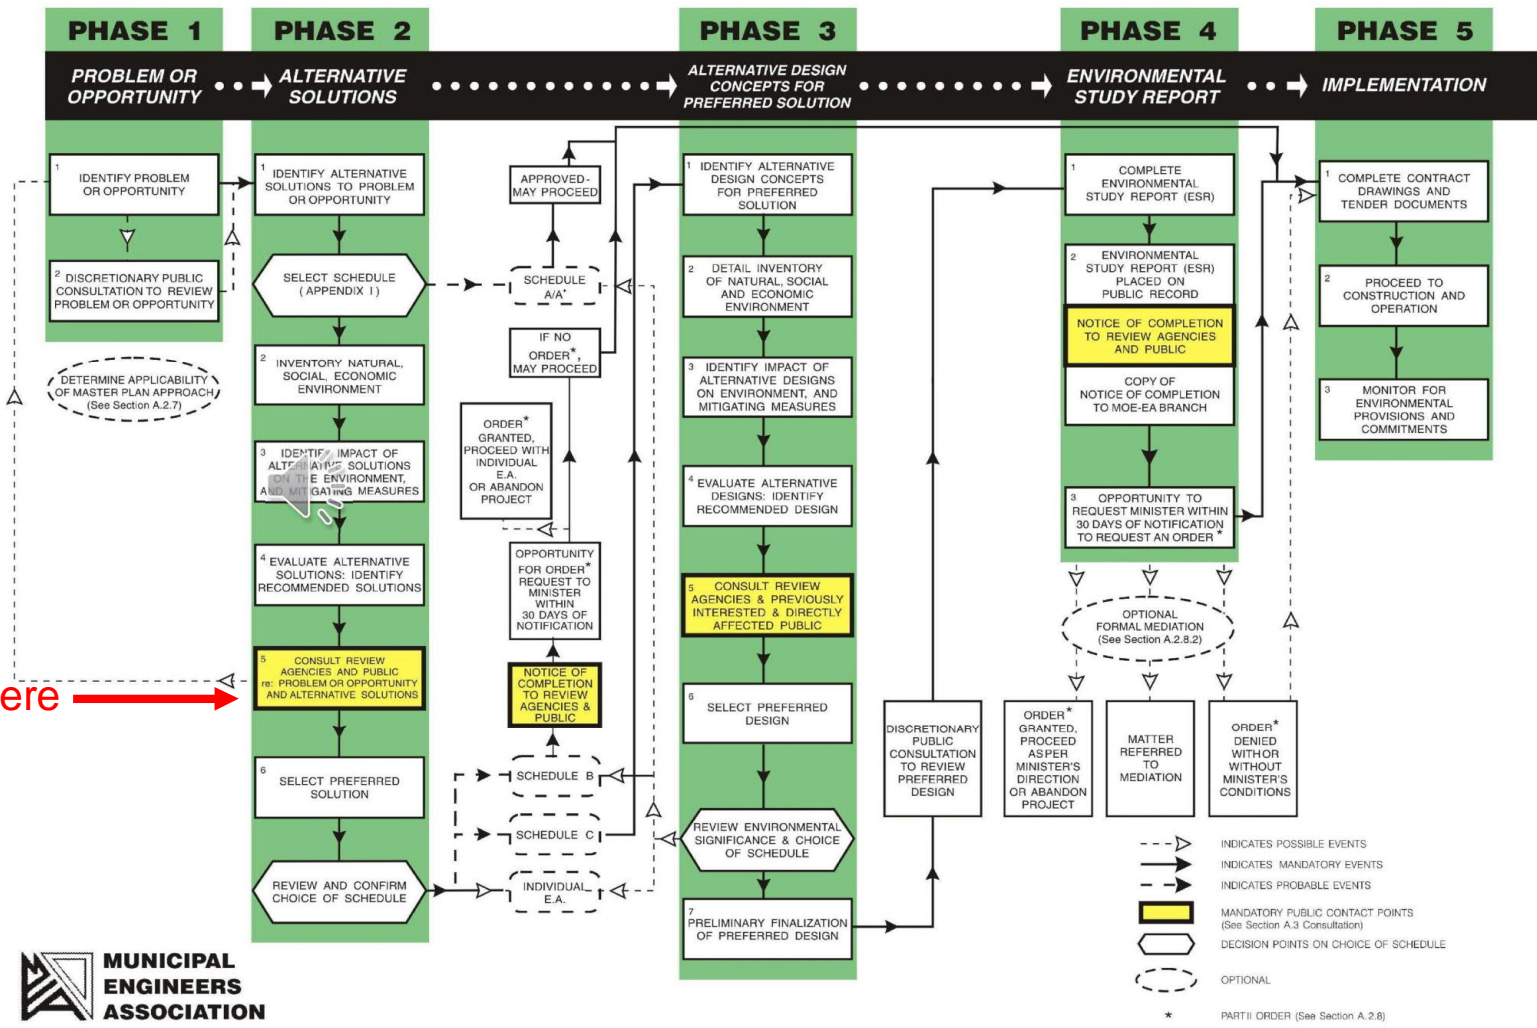 PHASE 1
PROBLEM OR
OPPORTUNITY
1
IDENTIFY PROBLEM
OR OPPORTUNITY
2
DISCRETIONARY PUBLIC
CONSULTATION TO REVIEW
PROBLEM OR OPPORTUNITY
DETERMINE APPLICABILITY
OF MASTER PLAN APPROACH
(See Section A.2.7)
ere
PHASE 2
ALTERNATIVE
SOLUTIONS
1
IDENTIFY ALTERNATIVE
SOLUTIONS TO PROBLEM
OR OPPORTUNITY
SELECT SCHEDULE
( APPENDIX I )
2
INVENTORY NATURAL,
SOCIAL, ECONOMIC
ENVIRONMENT
3
IDENTIFY IMPACT OF
ALTERNATIVE SOLUTIONS
ON THE ENVIRONMENT,
AND MITIGATING MEASURES
4
EVALUATE ALTERNATIVE
SOLUTIONS: IDENTIFY
RECOMMENDED SOLUTIONS
5
CONSULT REVIEW
AGENCIES AND PUBLIC
re: PROBLEM OR OPPORTUNITY
AND ALTERNATIVE SOLUTIONS
6
SELECT PREFERRED
SOLUTION
REVIEW AND CONFIRM
CHOICE OF SCHEDULE
APPROVED-
MAY PROCEED
SCHEDULE
A/A+
IF NO
ORDER*,
MAY PROCEED
ORDER*
GRANTED,
PROCEED WITH
INDIVIDUAL
E.A.
OR ABANDON
PROJECT
OPPORTUNITY
FOR ORDER*
REQUEST TO
MINISTER
WITHIN
30 DAYS OF
NOTIFICATION
NOTICE OF
COMPLETION
TO REVIEW
AGENCIES &
PUBLIC
SCHEDULE B
SCHEDULE C
INDIVIDUAL
E.A.
PHASE 3
ALTERNATIVE DESIGN
CONCEPTS FOR
PREFERRED SOLUTION
1
IDENTIFY ALTERNATIVE
DESIGN CONCEPTS
FOR PREFERRED
SOLUTION
2
DETAIL INVENTORY
OF NATURAL, SOCIAL
AND ECONOMIC
ENVIRONMENT
3
IDENTIFY IMPACT OF
ALTERNATIVE DESIGNS
ON ENVIRONMENT, AND
MITIGATING MEASURES
4
EVALUATE ALTERNATIVE
DESIGNS: IDENTIFY
RECOMMENDED DESIGN
5
CONSULT REVIEW
AGENCIES & PREVIOUSLY
INTERESTED & DIRECTLY
AFFECTED PUBLIC
6
SELECT PREFERRED
DESIGN
REVIEW ENVIRONMENTAL
SIGNIFICANCE & CHOICE
OF SCHEDULE
7
PRELIMINARY FINALIZATION
OF PREFERRED DESIGN
DISCRETIONARY
PUBLIC
CONSULTATION
TO REVIEW
PREFERRED
DESIGN
PHASE 4
ENVIRONMENTAL
STUDY REPORT
1
COMPLETE
ENVIRONMENTAL
STUDY REPORT (ESR)
2
ENVIRONMENTAL
STUDY REPORT (ESR)
PLACED ON
PUBLIC RECORD
NOTICE OF COMPLETION
TO REVIEW AGENCIES
AND PUBLIC
COPY OF
NOTICE OF COMPLETION
TO MOE-EA BRANCH
3
OPPORTUNITY TO
REQUEST MINISTER WITHIN
30 DAYS OF NOTIFICATION
TO REQUEST AN ORDER *
OPTIONAL
FORMAL MEDIATION
(See Section A.2.8.2)
ORDER*
GRANTED,
PROCEED
AS PER
MINISTER'S
DIRECTION
OR ABANDON
PROJECT
MATTER
REFERRED
TO
MEDIATION
ORDER*
DENIED
WITH OR
WITHOUT
MINISTER'S
CONDITIONS
PHASE 5
IMPLEMENTATION
1
COMPLETE CONTRACT
DRAWINGS AND
TENDER DOCUMENTS
2
PROCEED TO
CONSTRUCTION AND
OPERATION
3
MONITOR FOR
ENVIRONMENTAL
PROVISIONS AND
COMMITMENTS
INDICATES POSSIBLE EVENTS
INDICATES MANDATORY EVENTS
INDICATES PROBABLE EVENTS
MANDATORY PUBLIC CONTACT POINTS
(See Section A.3 Consultation)
DECISION POINTS ON CHOICE OF SCHEDULE
OPTIONAL
* PART II ORDER (See Section A.2.8)
MUNICIPAL
ENGINEERS
ASSOCIATION